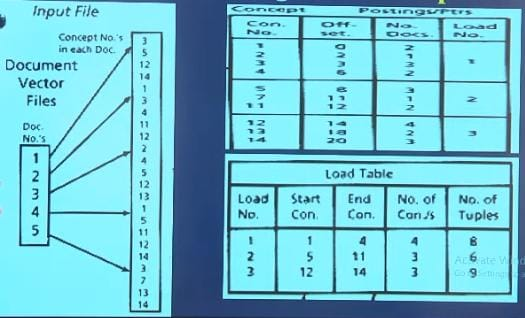 Input File
Concept No.'s
in each Doc.
Document
Vector
Files
Doc.
No.'s
1
2
3
4
5
3
5
12
14
1
3
4
11
12
2
4
5
12
13
1
5
11
12
14
3
7
13
14
Concept Postings/Ptrs
Con. No. Off- set. No. Docs. Load No.
1 0 2
2 2 1
3 3 3 1
4 6 2
5 8 3
7 11 1 2
11 12 2
12 14 4
13 18 2 3
14 20 3
Load Table
Load No. Start Con. End Con. No. of Con./s No. of Tuples
1 1 4 4 8
2 5 11 3 6
3 12 14 3 9
Activate Wind